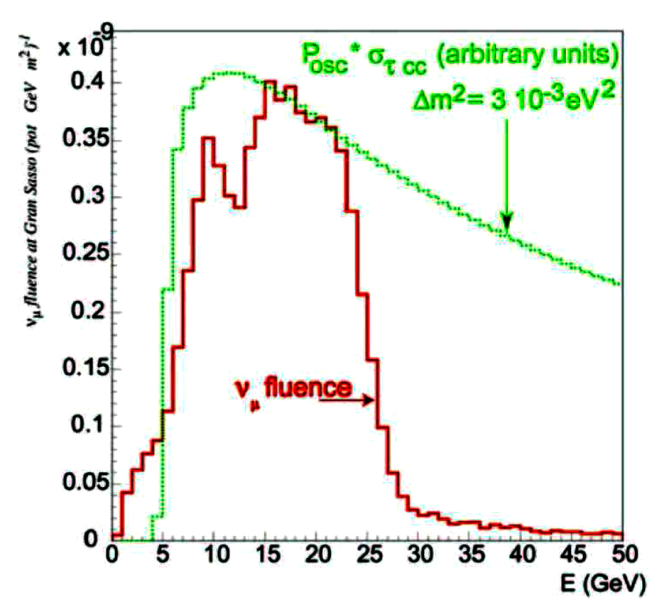 x 10⁻⁹
P_osc * σ_τ cc (arbitrary units)
Δm²= 3 10⁻³eV²
ν_μ fluence at Gran Sasso (pot GeV m²)⁻¹
0.4
0.35
0.3
0.25
0.2
0.15
0.1
0.05
0
ν_μ fluence
0 5 10 15 20 25 30 35 40 45 50
E (GeV)